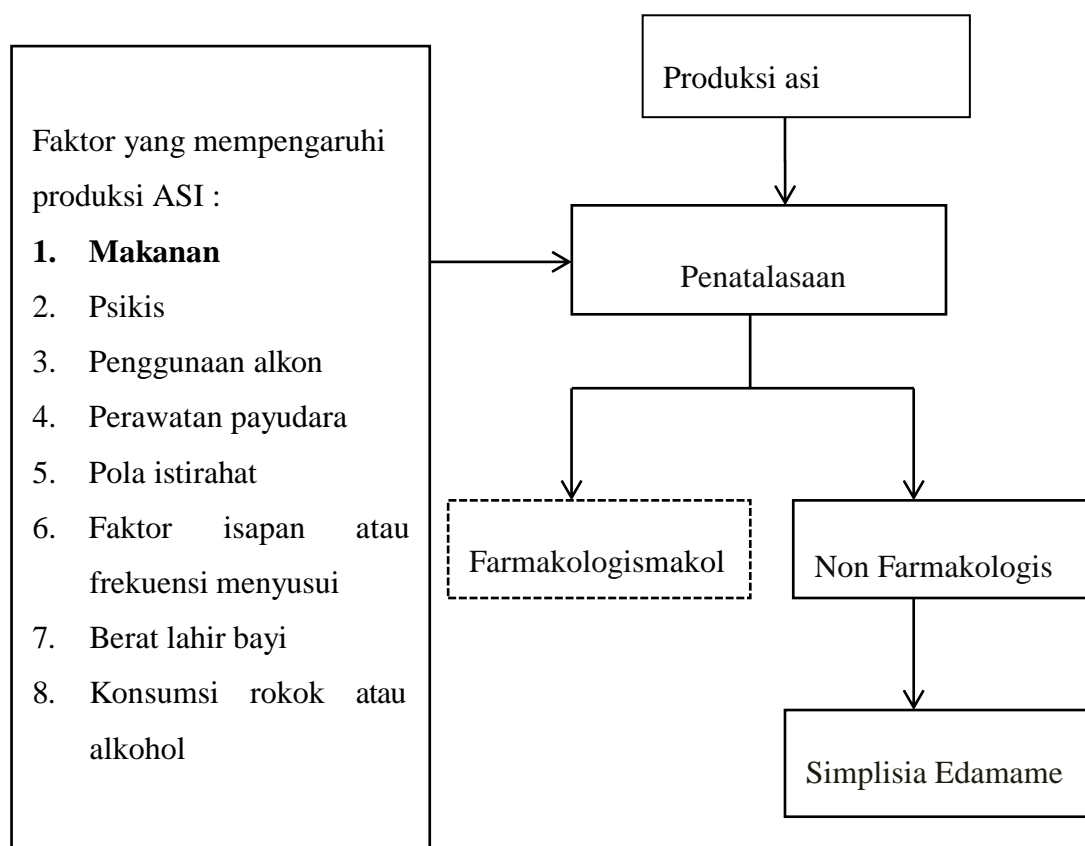 Faktor yang mempengaruhi
produksi ASI :
1. Makanan
2. Psikis
3. Penggunaan alkon
4. Perawatan payudara
5. Pola istirahat
6. Faktor isapan atau
frekuensi menyusui
7. Berat lahir bayi
8. Konsumsi rokok atau
alkohol
Produksi asi
Penatalasaan
Farmakologismakol
Non Farmakologis
Simplisia Edamame